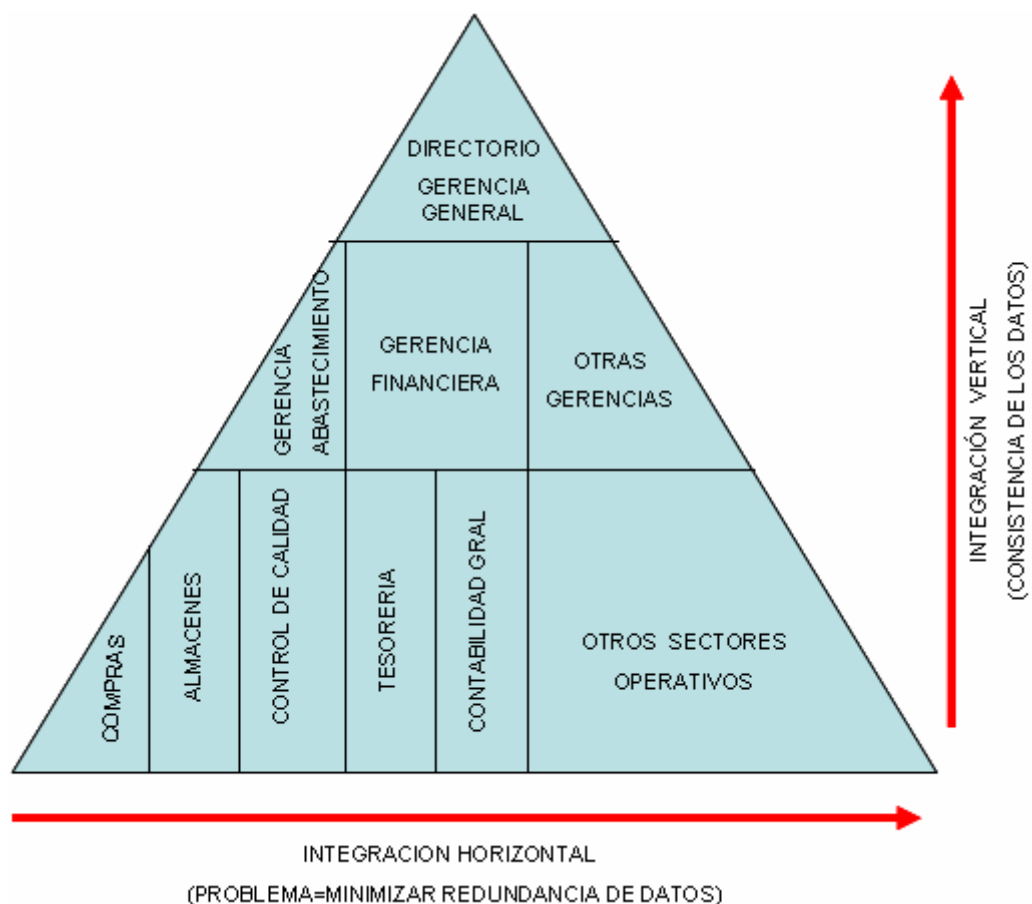 DIRECTORIO
GERENCIA
GENERAL
GERENCIA
ABASTECIMIENTO
GERENCIA
FINANCIERA
OTRAS
GERENCIAS
COMPRAS
ALMACENES
CONTROL DE CALIDAD
TESORERIA
CONTABILIDAD GRAL
OTROS SECTORES
OPERATIVOS
INTEGRACIÓN VERTICAL
(CONSISTENCIA DE LOS DATOS)
INTEGRACION HORIZONTAL
(PROBLEMA=MINIMIZAR REDUNDANCIA DE DATOS)